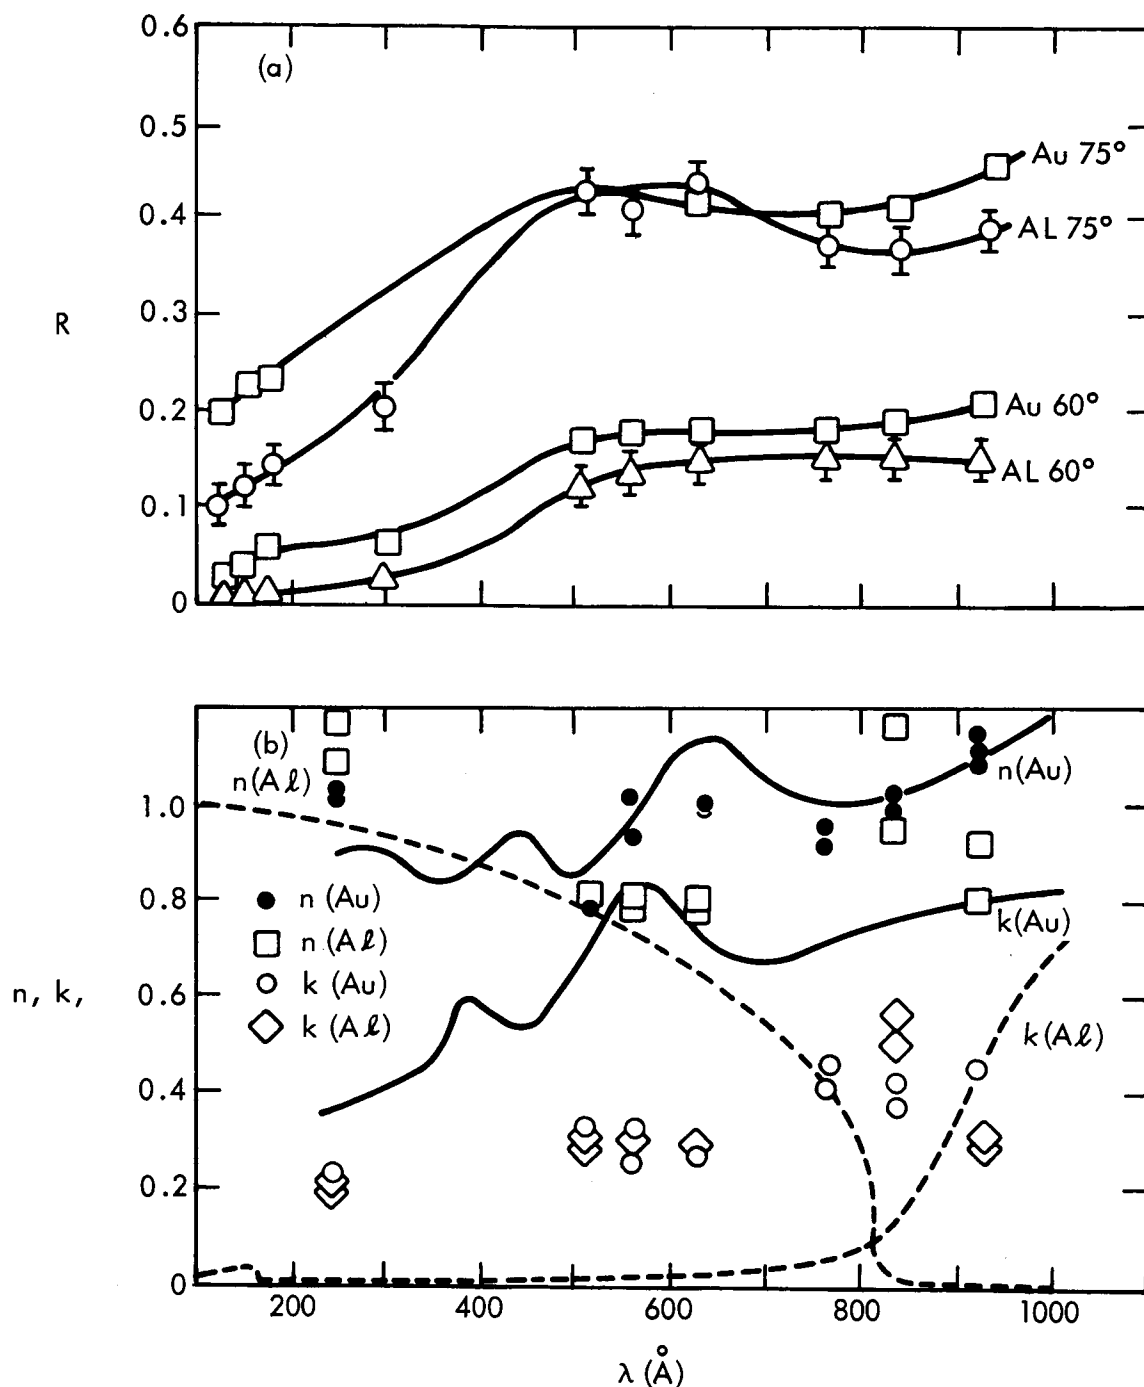 0.6
(a)
0.5
Au 75°
0.4
AL 75°
0.3
R
0.2
Au 60°
AL 60°
0.1
0
(b)
n(Aℓ)
n(Au)
1.0
n (Au)
0.8
k(Au)
n (Aℓ)
n, k,
0.6
k (Au)
k (Aℓ)
k(Aℓ)
0.4
0.2
0
200 400 600 800 1000
λ (Å)